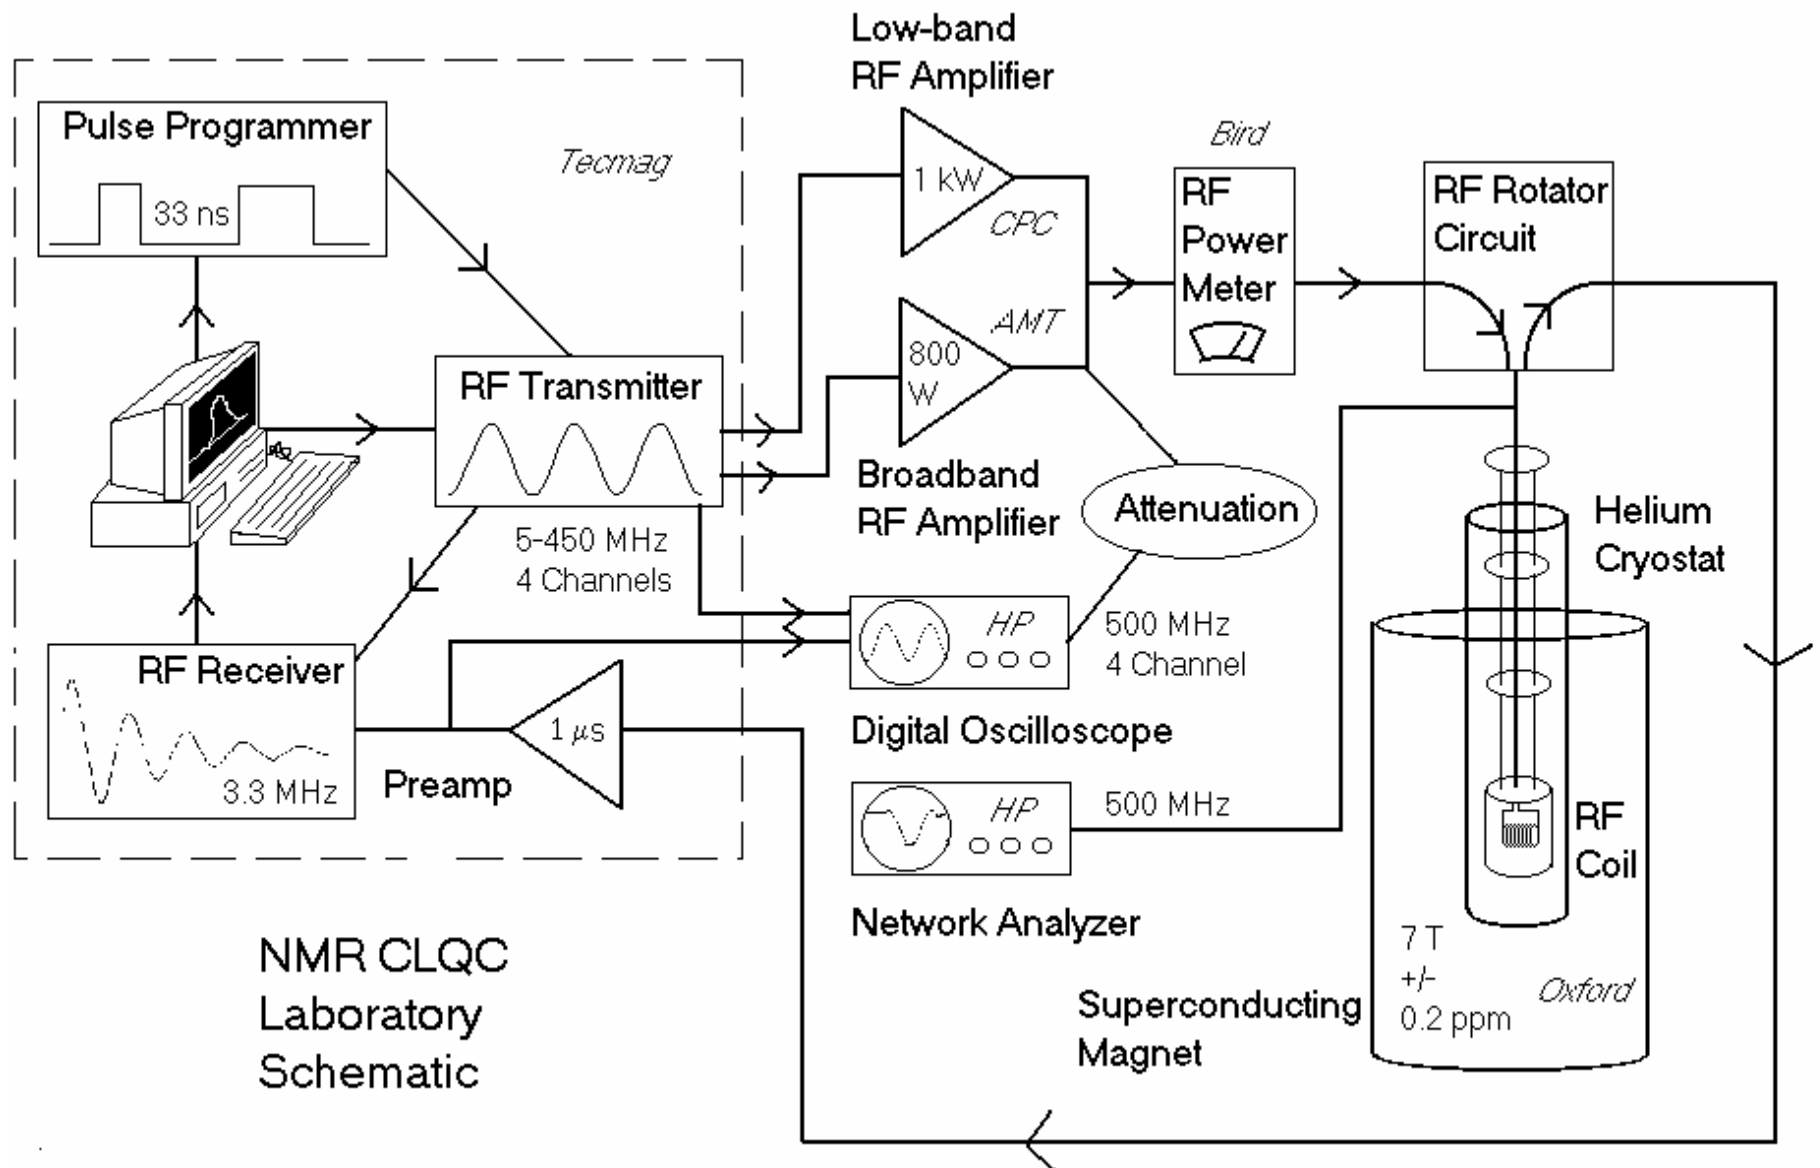 Low-band
RF Amplifier
Pulse Programmer
33 ns
Tecmag
1 kW
CPC
Bird
RF
Power
Meter
RF Rotator
Circuit
AMT
800
W
RF Transmitter
5-450 MHz
4 Channels
Broadband
RF Amplifier
Attenuation
Helium
Cryostat
HP
500 MHz
4 Channel
Digital Oscilloscope
RF Receiver
3.3 MHz
Preamp
1 μs
HP
500 MHz
Network Analyzer
RF
Coil
7 T
+/-
0.2 ppm
Oxford
Superconducting
Magnet
NMR CLQC
Laboratory
Schematic